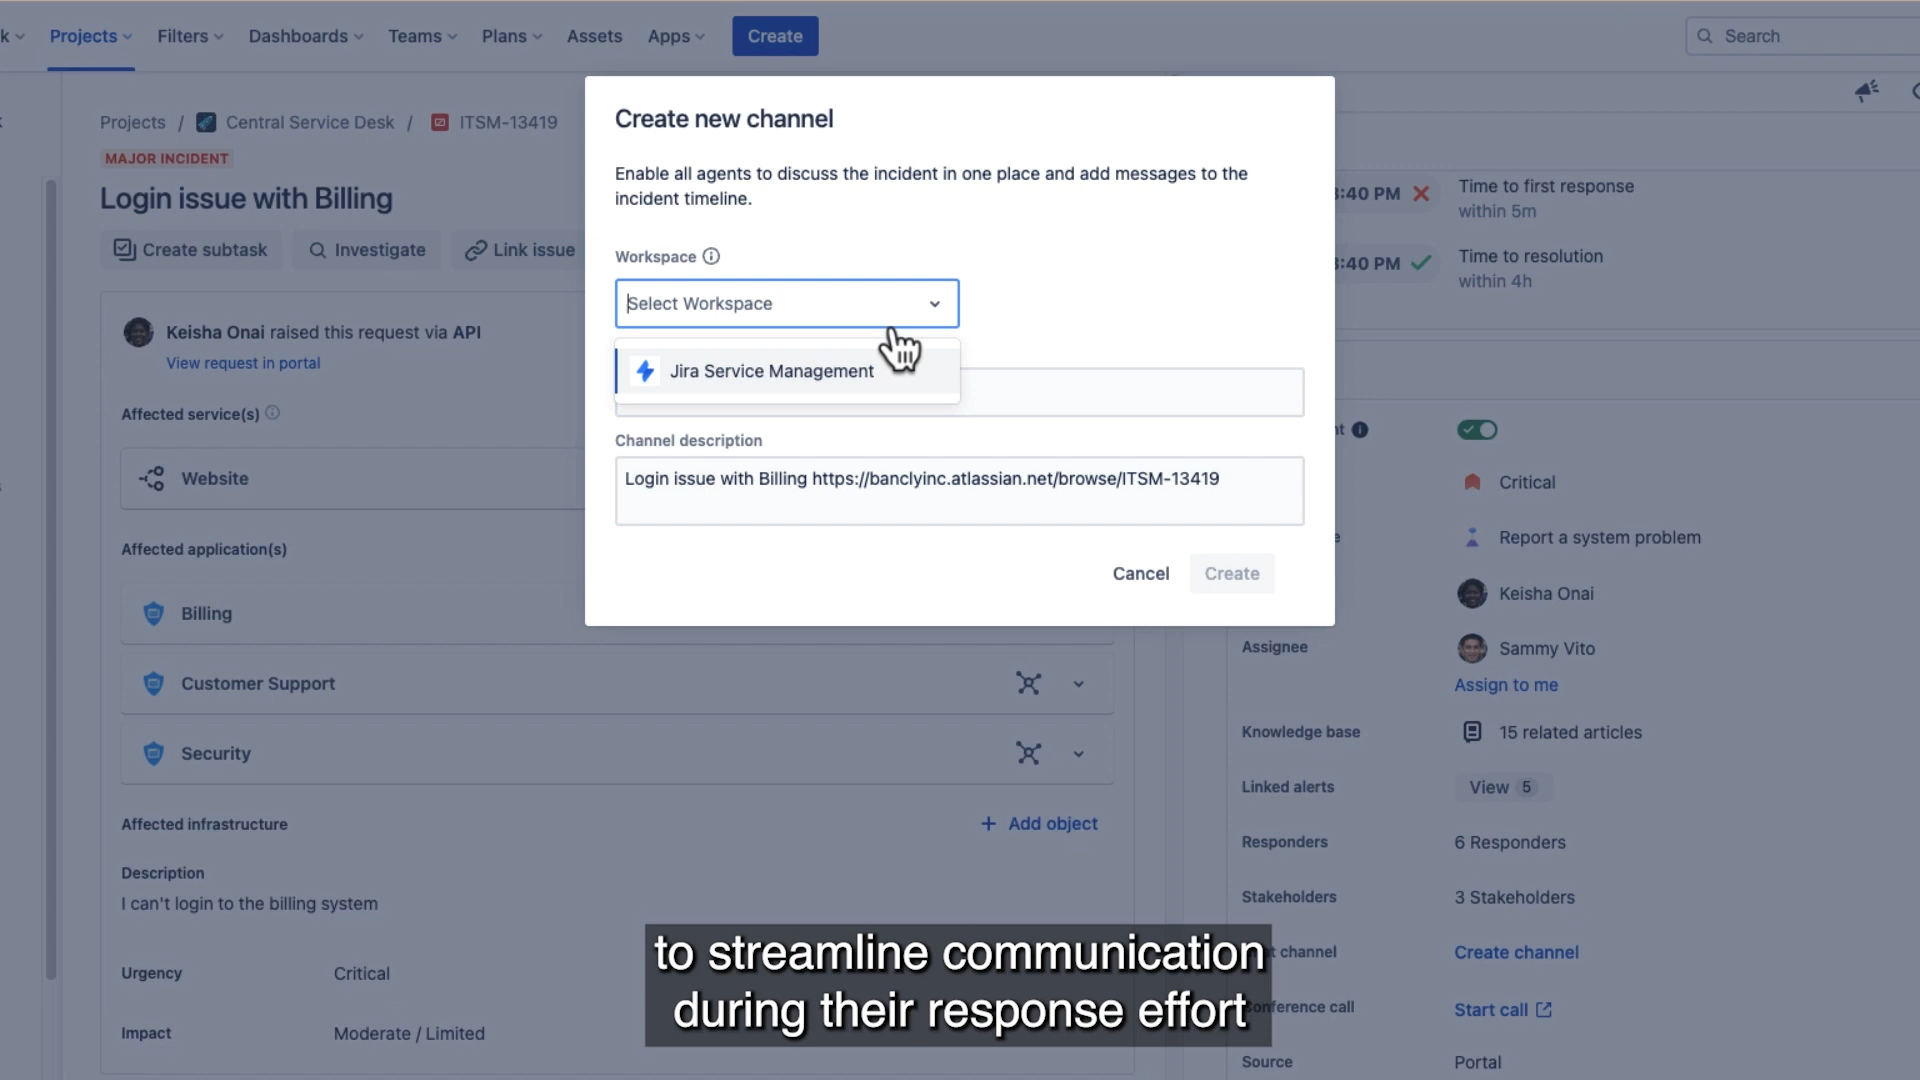 Projects
Filters
Dashboards
Teams
Plans
Assets
Apps
Create
Search
Projects / Central Service Desk / ITSM-13419
MAJOR INCIDENT
Login issue with Billing
Create subtask
Investigate
Link issue
Keisha Onai raised this request via API
View request in portal
Affected service(s)
Website
Affected application(s)
Billing
Customer Support
Security
Affected infrastructure
+ Add object
Description
I can't login to the billing system
Urgency
Critical
Impact
Moderate / Limited
Create new channel
Enable all agents to discuss the incident in one place and add messages to the
incident timeline.
Workspace
Select Workspace
Jira Service Management
Channel description
Login issue with Billing https://banclyinc.atlassian.net/browse/ITSM-13419
Cancel
Create
:40 PM
Time to first response
within 5m
:40 PM
Time to resolution
within 4h
Critical
Report a system problem
Keisha Onai
Assignee
Sammy Vito
Assign to me
Knowledge base
15 related articles
Linked alerts
View 5
Responders
6 Responders
Stakeholders
3 Stakeholders
channel
Create channel
onference call
Start call
Source
Portal
to streamline communication
during their response effort